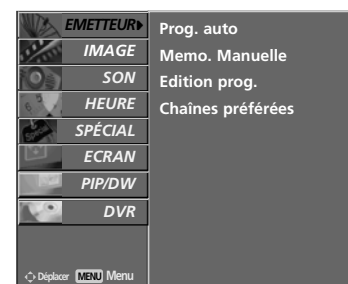 EMETTEUR
IMAGE
SON
HEURE
SPÉCIAL
ECRAN
PIP/DW
DVR
Prog. auto
Memo. Manuelle
Edition prog.
Chaînes préférées
Déplacer MENU Menu